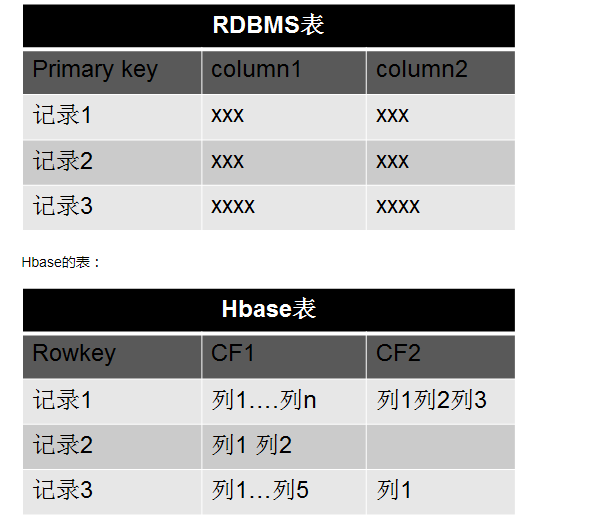 RDBMS表
Primary key column1 column2
记录1 xxx xxx
记录2 xxx xxx
记录3 xxxx xxxx
Hbase的表：
Hbase表
Rowkey CF1 CF2
记录1 列1....列n 列1列2列3
记录2 列1 列2
记录3 列1...列5 列1